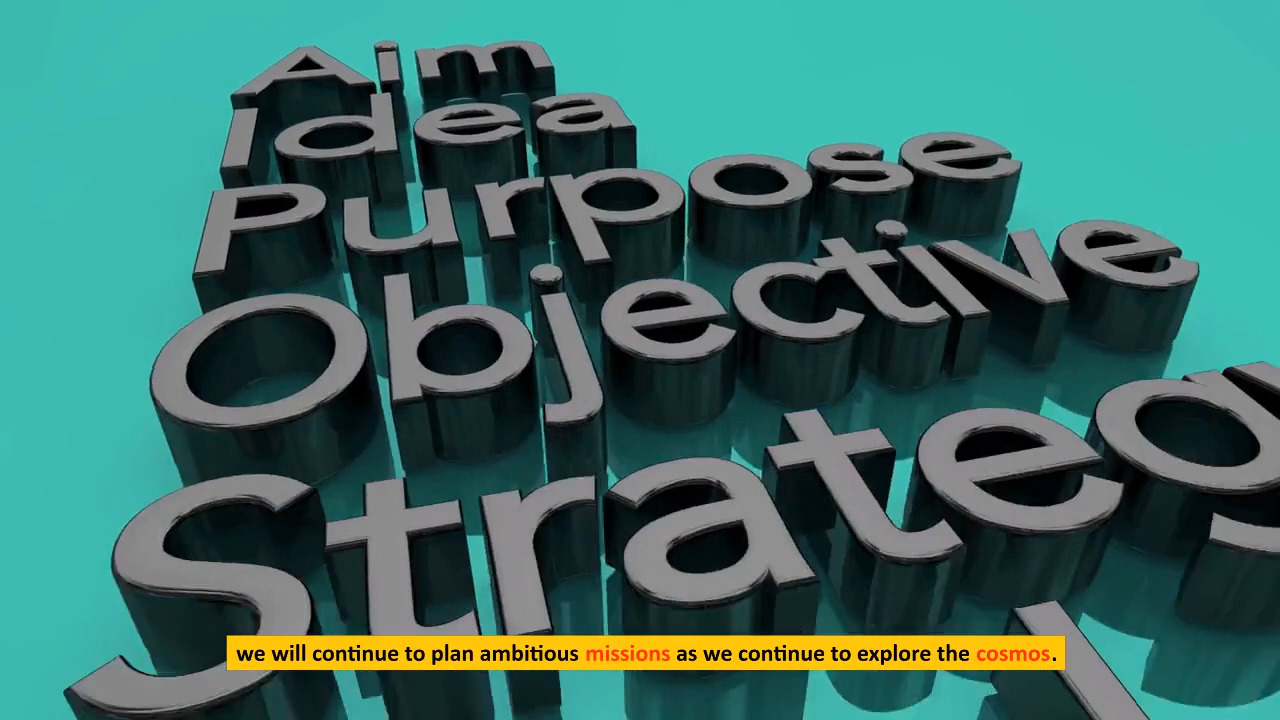 Aim
Idea
Purpose
Objective
Strateg
we will continue to plan ambitious missions as we continue to explore the cosmos.